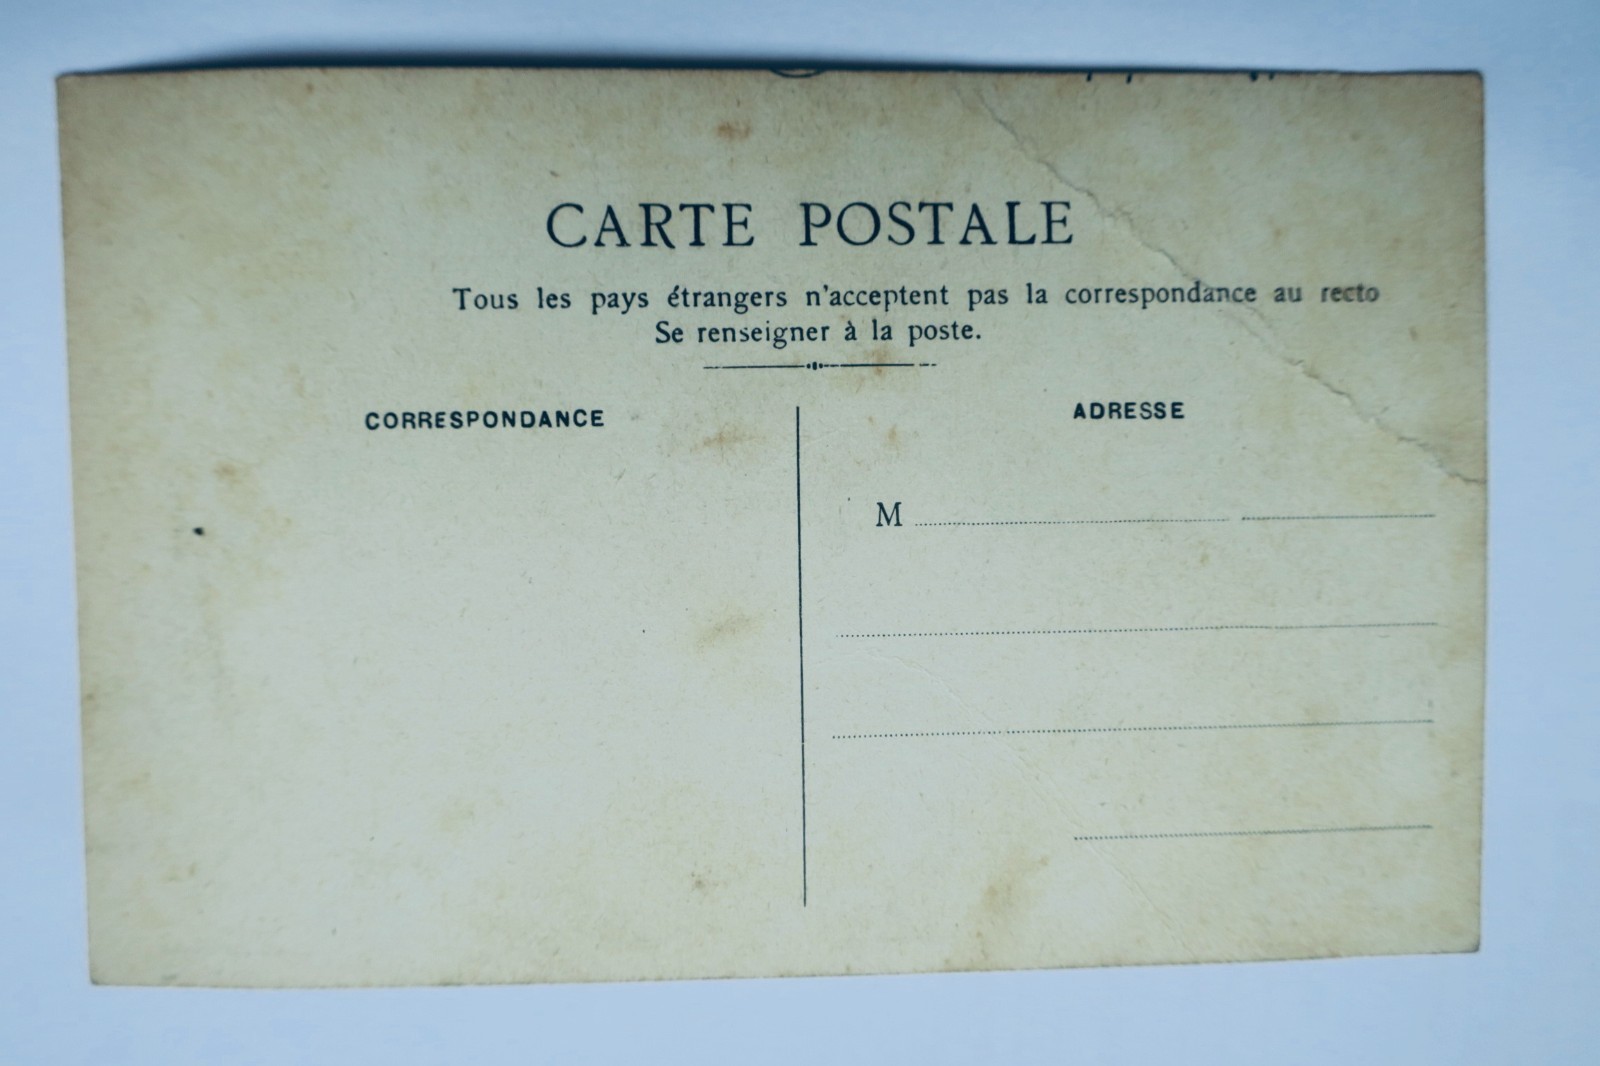 CARTE POSTALE
Tous les pays étrangers n'acceptent pas la correspondance au recto
Se renseigner à la poste.
CORRESPONDANCE
ADRESSE
M